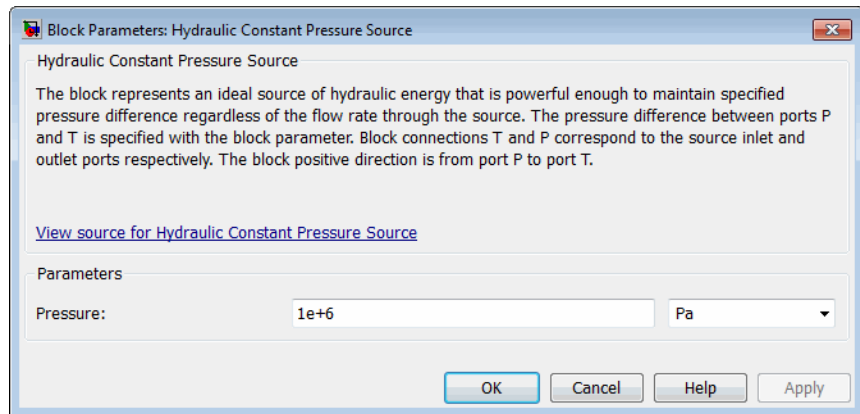 Block Parameters: Hydraulic Constant Pressure Source
Hydraulic Constant Pressure Source
The block represents an ideal source of hydraulic energy that is powerful enough to maintain specified
pressure difference regardless of the flow rate through the source. The pressure difference between ports P
and T is specified with the block parameter. Block connections T and P correspond to the source inlet and
outlet ports respectively. The block positive direction is from port P to port T.
View source for Hydraulic Constant Pressure Source
Parameters
Pressure: 1e+6 Pa
OK Cancel Help Apply